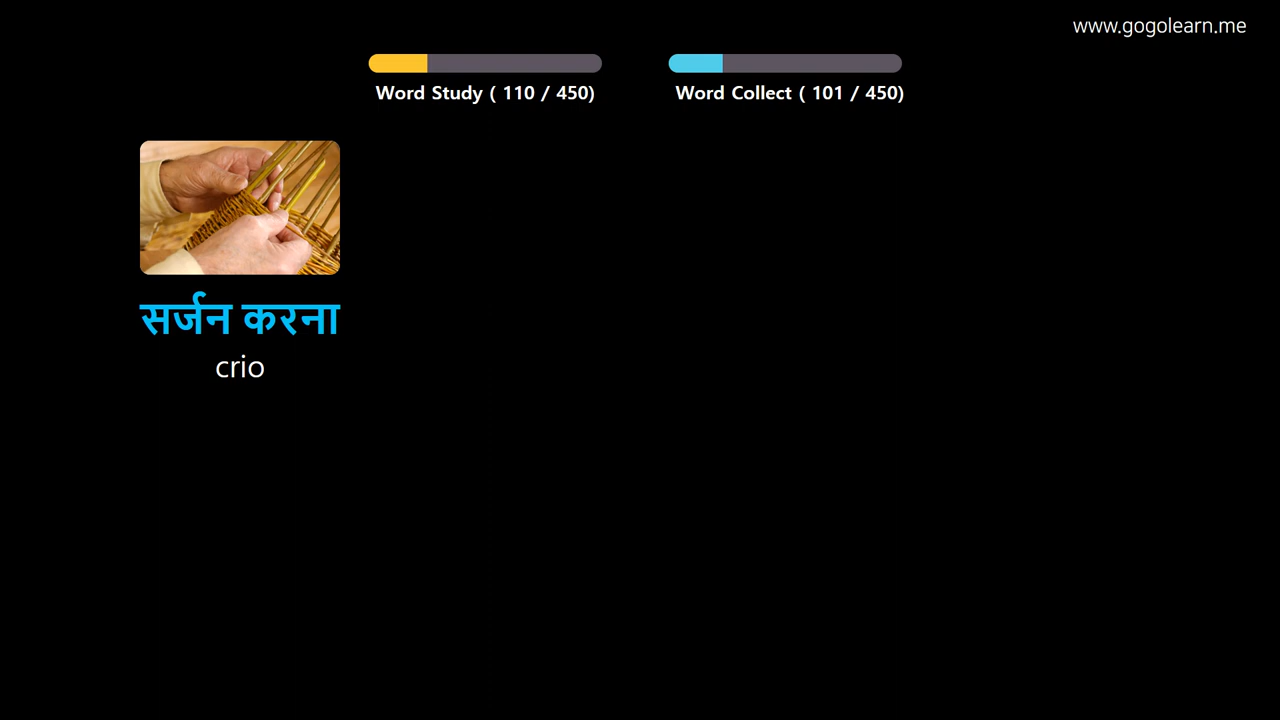 www.gogolearn.me
Word Study ( 110 / 450)
Word Collect ( 101 / 450)
सर्जन करना
crio